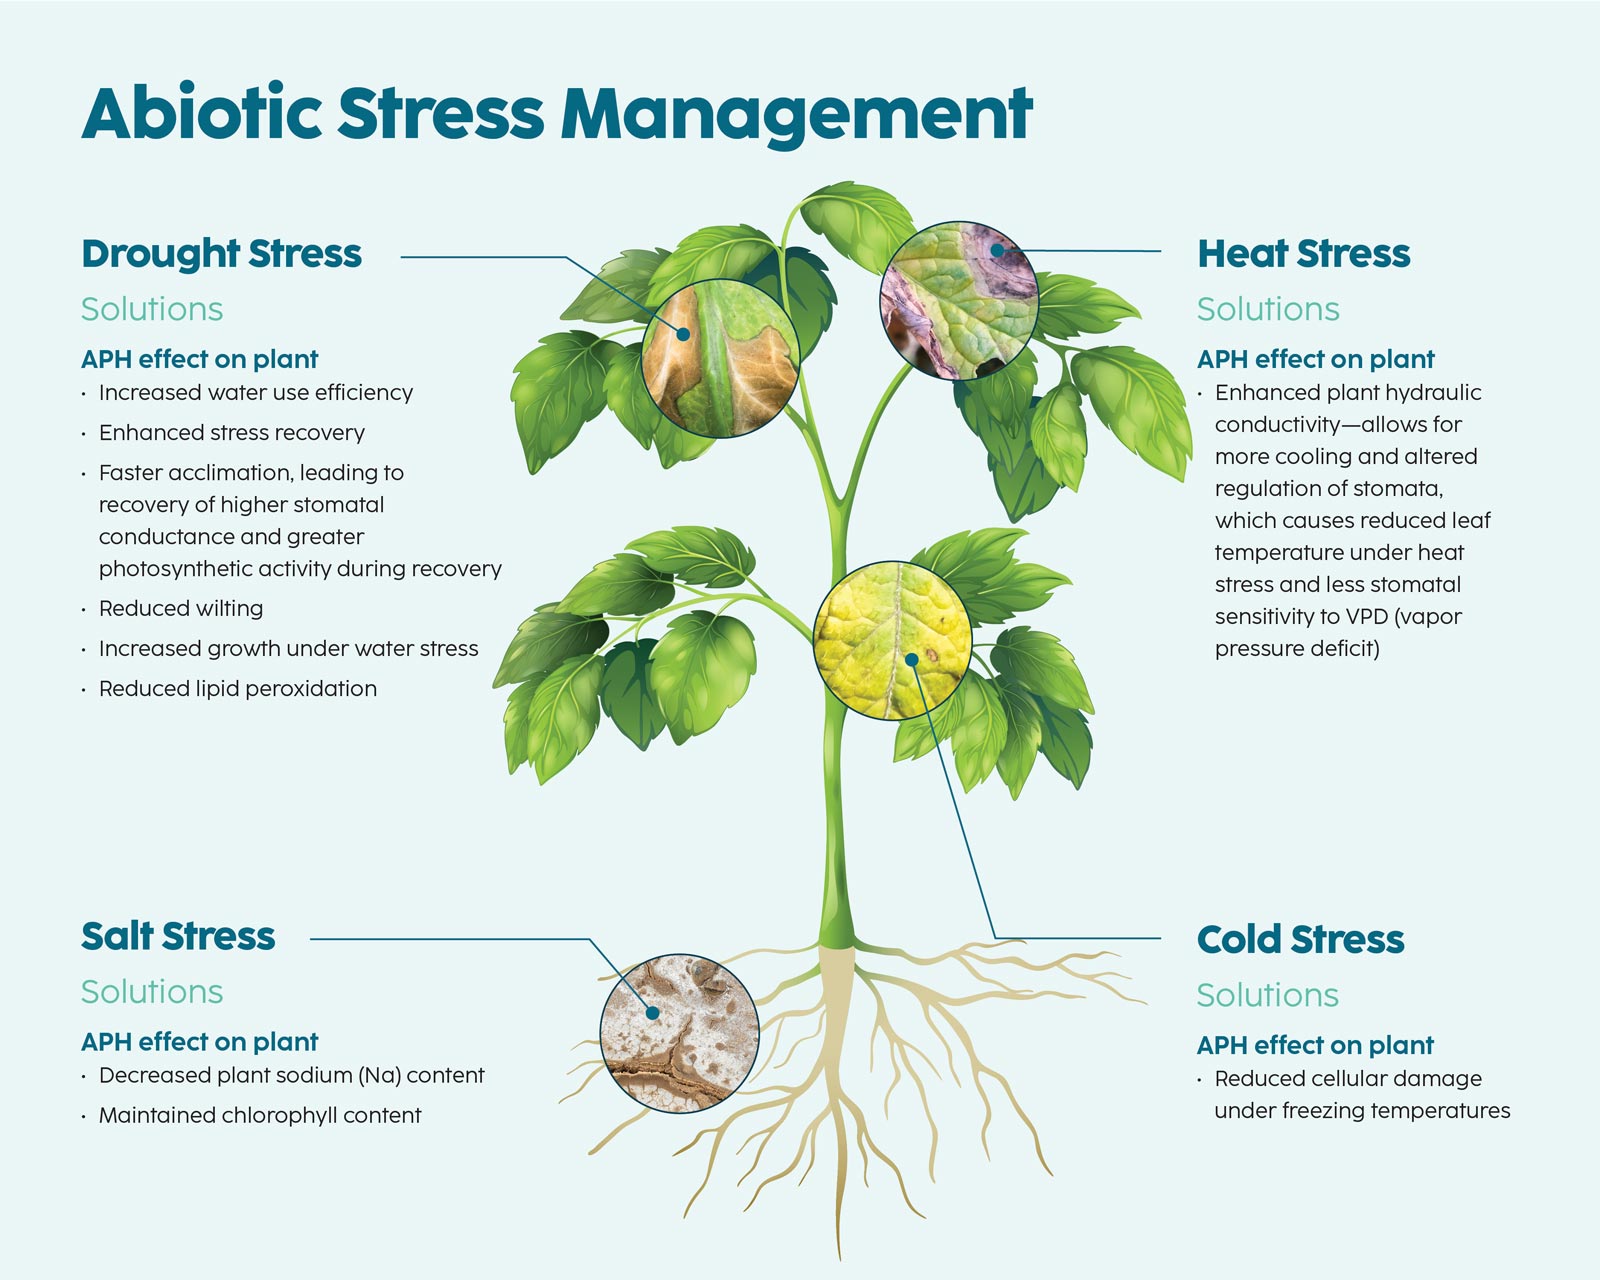 Abiotic Stress Management
Drought Stress
Solutions
APH effect on plant
· Increased water use efficiency
· Enhanced stress recovery
· Faster acclimation, leading to
recovery of higher stomatal
conductance and greater
photosynthetic activity during recovery
· Reduced wilting
· Increased growth under water stress
· Reduced lipid peroxidation
Heat Stress
Solutions
APH effect on plant
· Enhanced plant hydraulic
conductivity—allows for
more cooling and altered
regulation of stomata,
which causes reduced leaf
temperature under heat
stress and less stomatal
sensitivity to VPD (vapor
pressure deficit)
Salt Stress
Solutions
APH effect on plant
· Decreased plant sodium (Na) content
· Maintained chlorophyll content
Cold Stress
Solutions
APH effect on plant
· Reduced cellular damage
under freezing temperatures